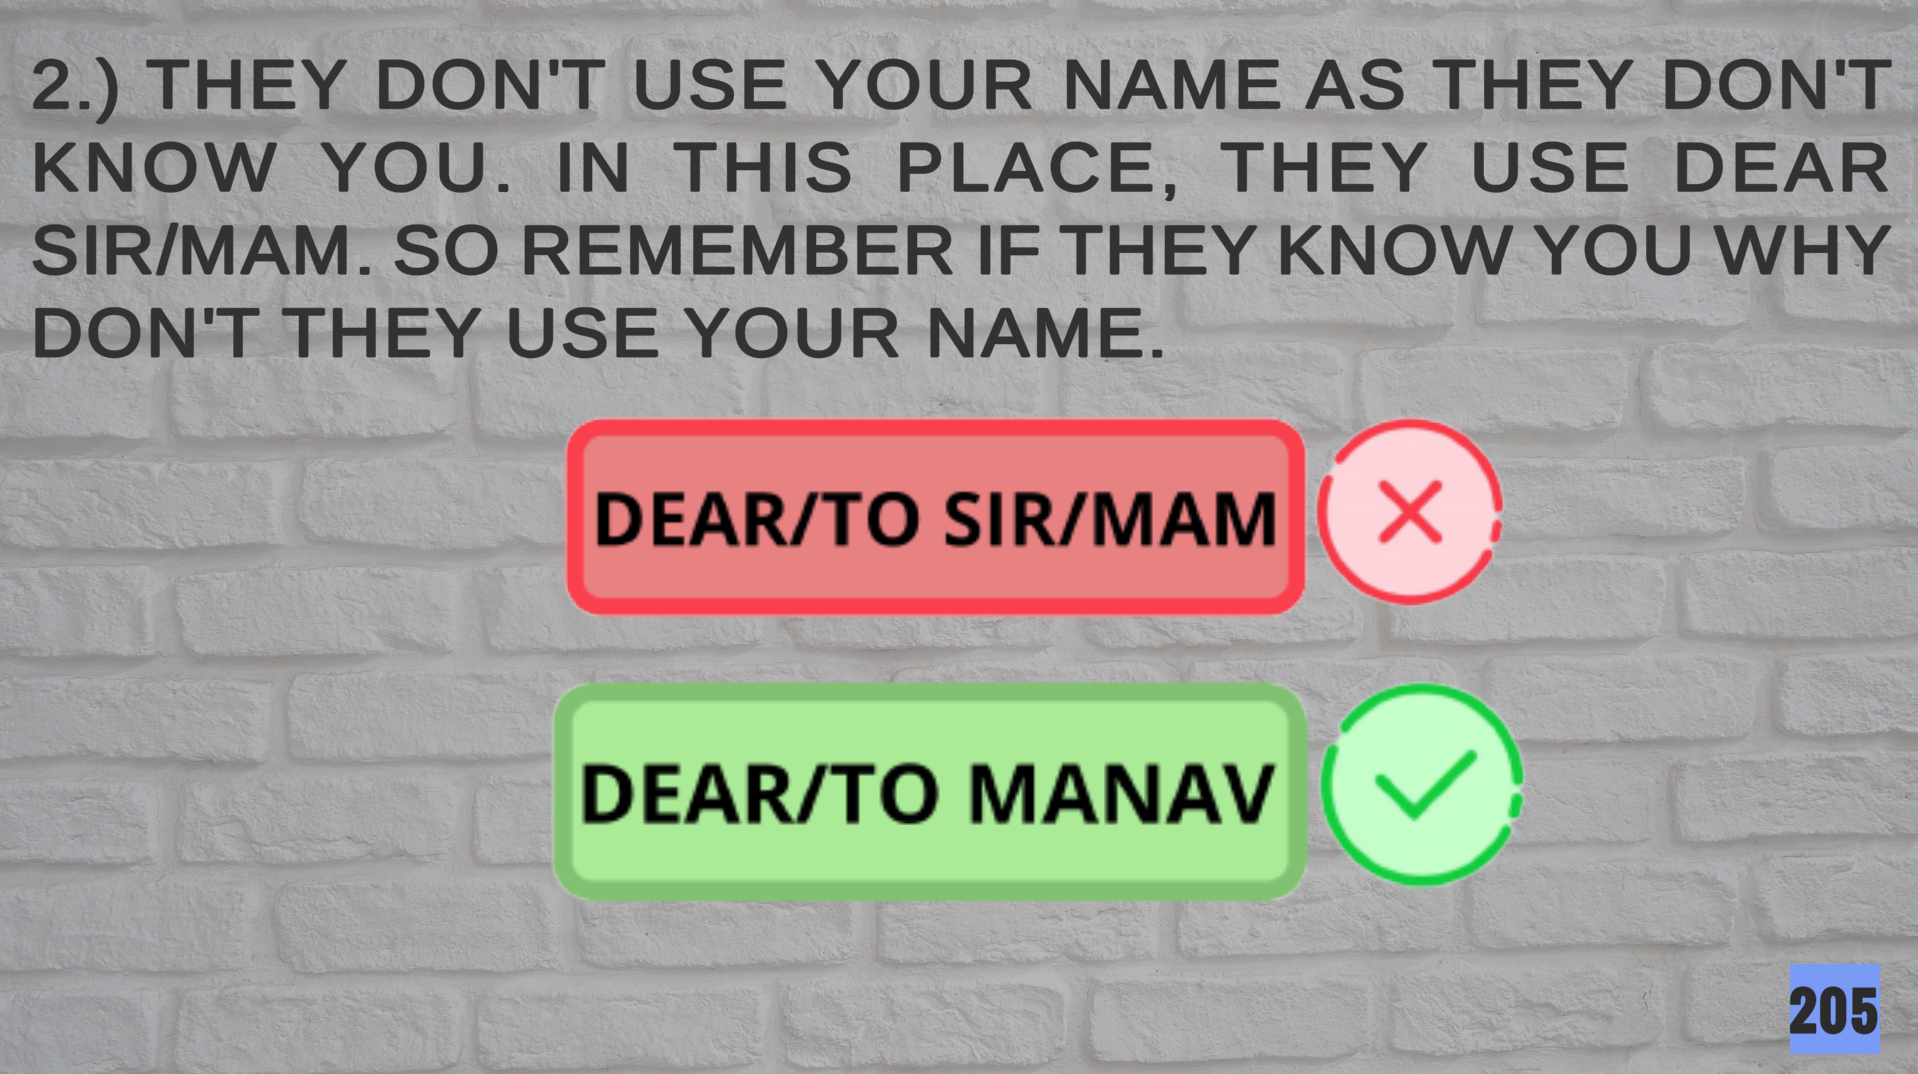 2.) THEY DON'T USE YOUR NAME AS THEY DON'T
KNOW YOU. IN THIS PLACE, THEY USE DEAR
SIR/MAM. SO REMEMBER IF THEY KNOW YOU WHY
DON'T THEY USE YOUR NAME.
DEAR/TO SIR/MAM
DEAR/TO MANAV
205